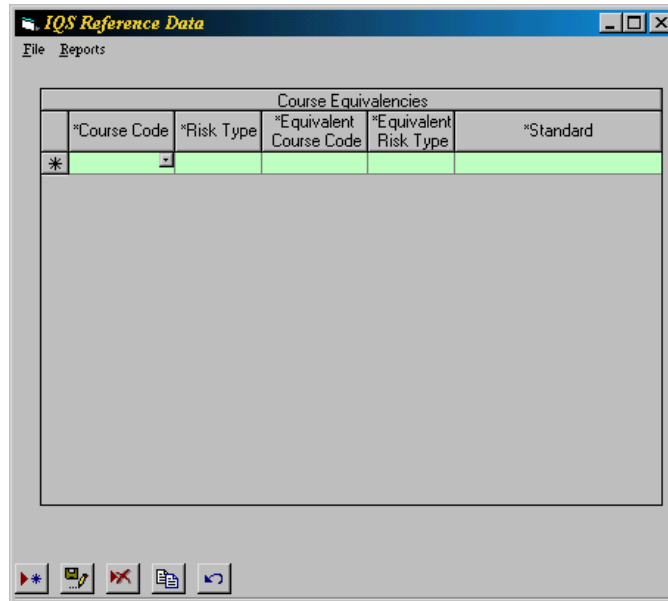 IQS Reference Data
File Reports
Course Equivalencies
*Course Code *Risk Type *Equivalent Course Code *Equivalent Risk Type *Standard